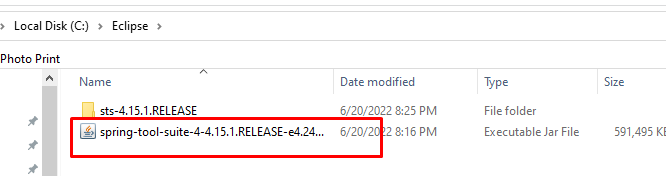 Local Disk (C:) > Eclipse
Photo Print
Name Date modified Type Size
sts-4.15.1.RELEASE 6/20/2022 8:25 PM File folder
spring-tool-suite-4-4.15.1.RELEASE-e4.24... 6/20/2022 8:16 PM Executable Jar File 591,495 K